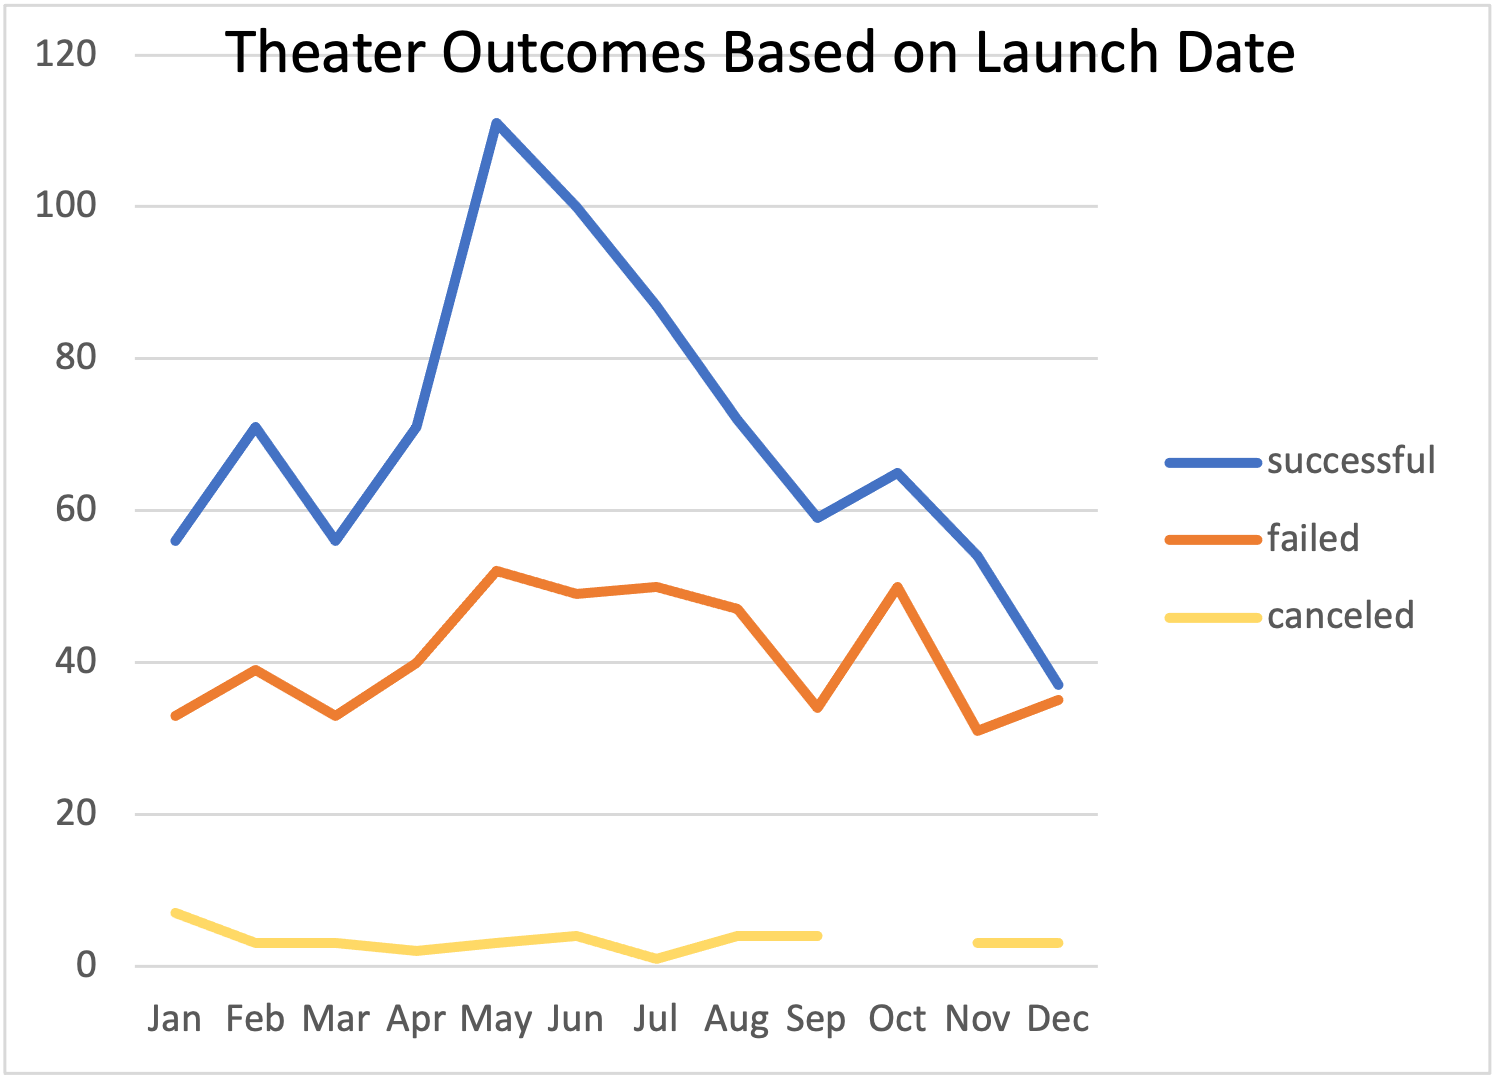 Theater Outcomes Based on Launch Date
120
100
80
60
40
20
0
Jan Feb Mar Apr May Jun Jul Aug Sep Oct Nov Dec
successful
failed
canceled